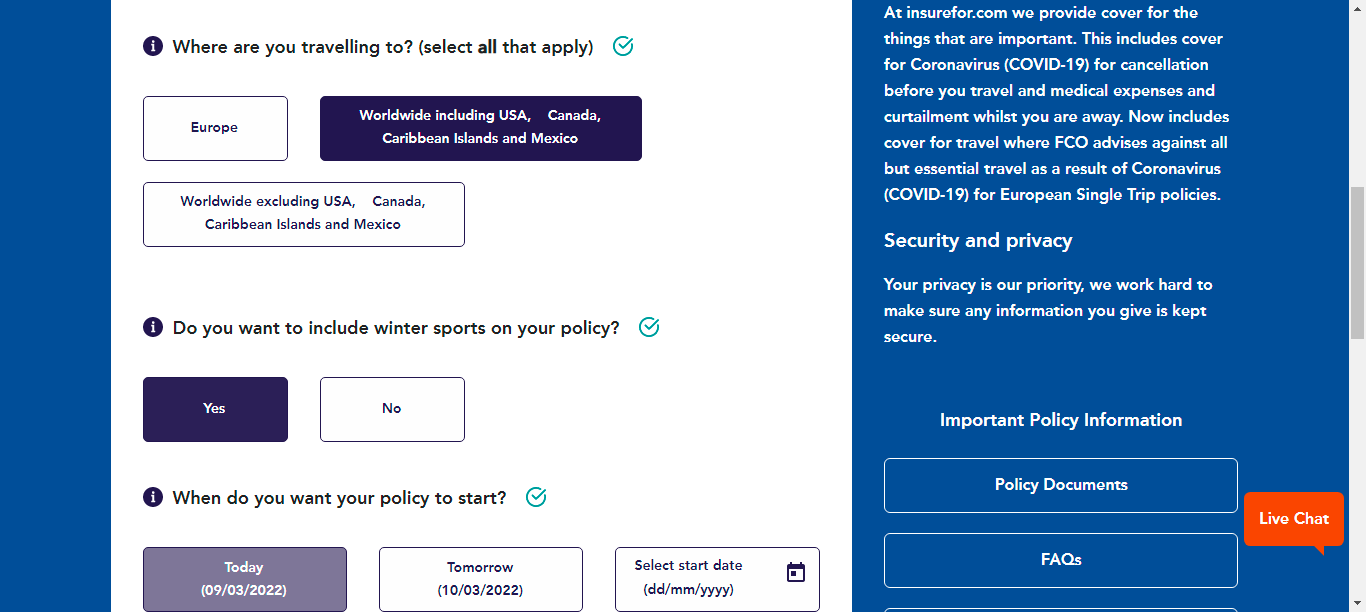 Where are you travelling to? (select all that apply)
Europe
Worldwide including USA, Canada,
Caribbean Islands and Mexico
Worldwide excluding USA, Canada,
Caribbean Islands and Mexico
Do you want to include winter sports on your policy?
Yes
No
When do you want your policy to start?
Today
(09/03/2022)
Tomorrow
(10/03/2022)
Select start date
(dd/mm/yyyy)
At insurefor.com we provide cover for the
things that are important. This includes cover
for Coronavirus (COVID-19) for cancellation
before you travel and medical expenses and
curtailment whilst you are away. Now includes
cover for travel where FCO advises against all
but essential travel as a result of Coronavirus
(COVID-19) for European Single Trip policies.
Security and privacy
Your privacy is our priority, we work hard to
make sure any information you give is kept
secure.
Important Policy Information
Policy Documents
FAQs
Live Chat